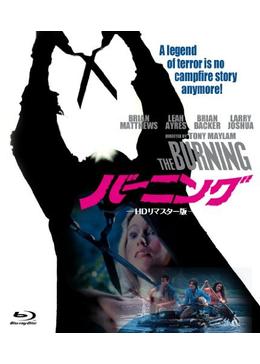 A legend
of terror is no
campfire story
anymore!
BRIAN MATTHEWS LEAH AYRES BRIAN BACKER LARRY JOSHUA
DIRECTED BY TONY MAYLAM
THE BURNING
バーニング
—HDリマスター版—
Blu-ray Disc